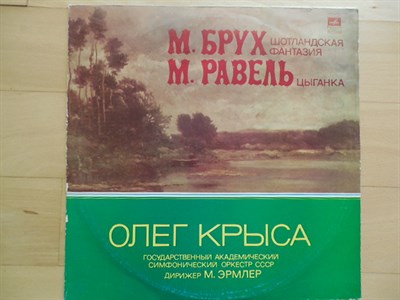 М. БРУХ ШОТЛАНДСКАЯ ФАНТАЗИЯ
М. РАВЕЛЬ ЦЫГАНКА
ОЛЕГ КРЫСА
ГОСУДАРСТВЕННЫЙ АКАДЕМИЧЕСКИЙ
СИМФОНИЧЕСКИЙ ОРКЕСТР СССР
ДИРИЖЕР М. ЭРМЛЕР